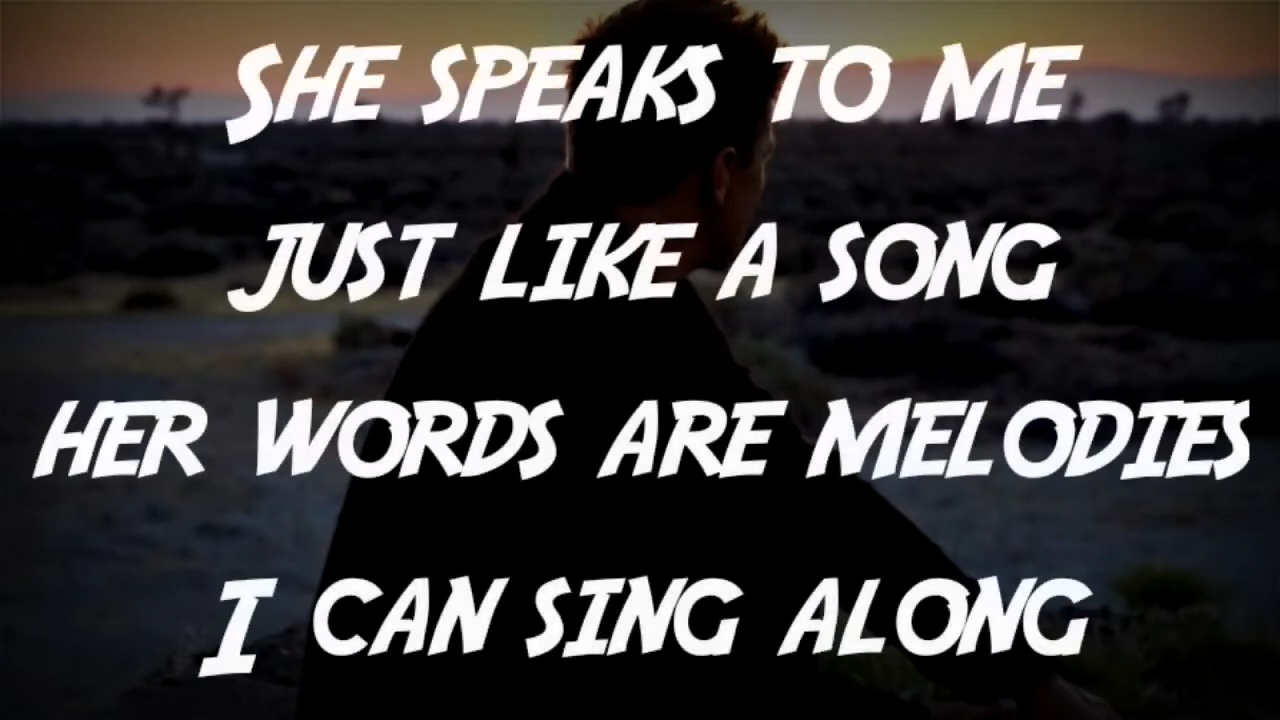 She speaks to me
just like a song
her words are melodies
I can sing along